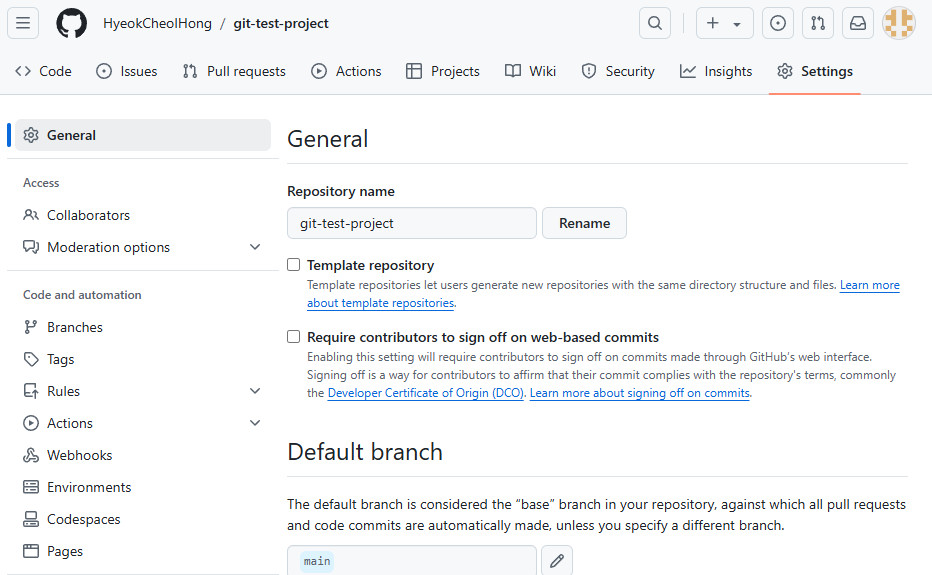 HyeokCheolHong / git-test-project
Code Issues Pull requests Actions Projects Wiki Security Insights Settings
General
Access
Collaborators
Moderation options
Code and automation
Branches
Tags
Rules
Actions
Webhooks
Environments
Codespaces
Pages
General
Repository name
git-test-project Rename
Template repository
Template repositories let users generate new repositories with the same directory structure and files. Learn more
about template repositories.
Require contributors to sign off on web-based commits
Enabling this setting will require contributors to sign off on commits made through GitHub's web interface.
Signing off is a way for contributors to affirm that their commit complies with the repository's terms, commonly
the Developer Certificate of Origin (DCO). Learn more about signing off on commits.
Default branch
The default branch is considered the “base” branch in your repository, against which all pull requests
and code commits are automatically made, unless you specify a different branch.
main